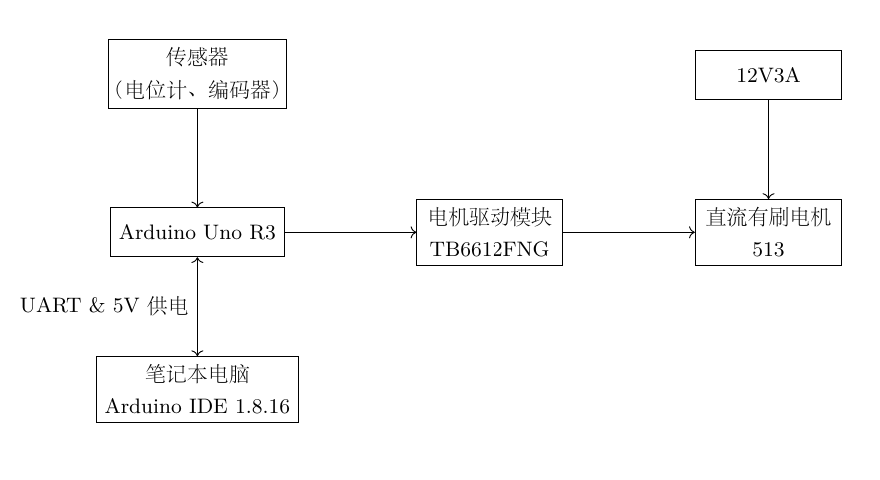 传感器
（电位计、编码器）
12V3A
Arduino Uno R3
电机驱动模块
TB6612FNG
直流有刷电机
513
UART & 5V 供电
笔记本电脑
Arduino IDE 1.8.16